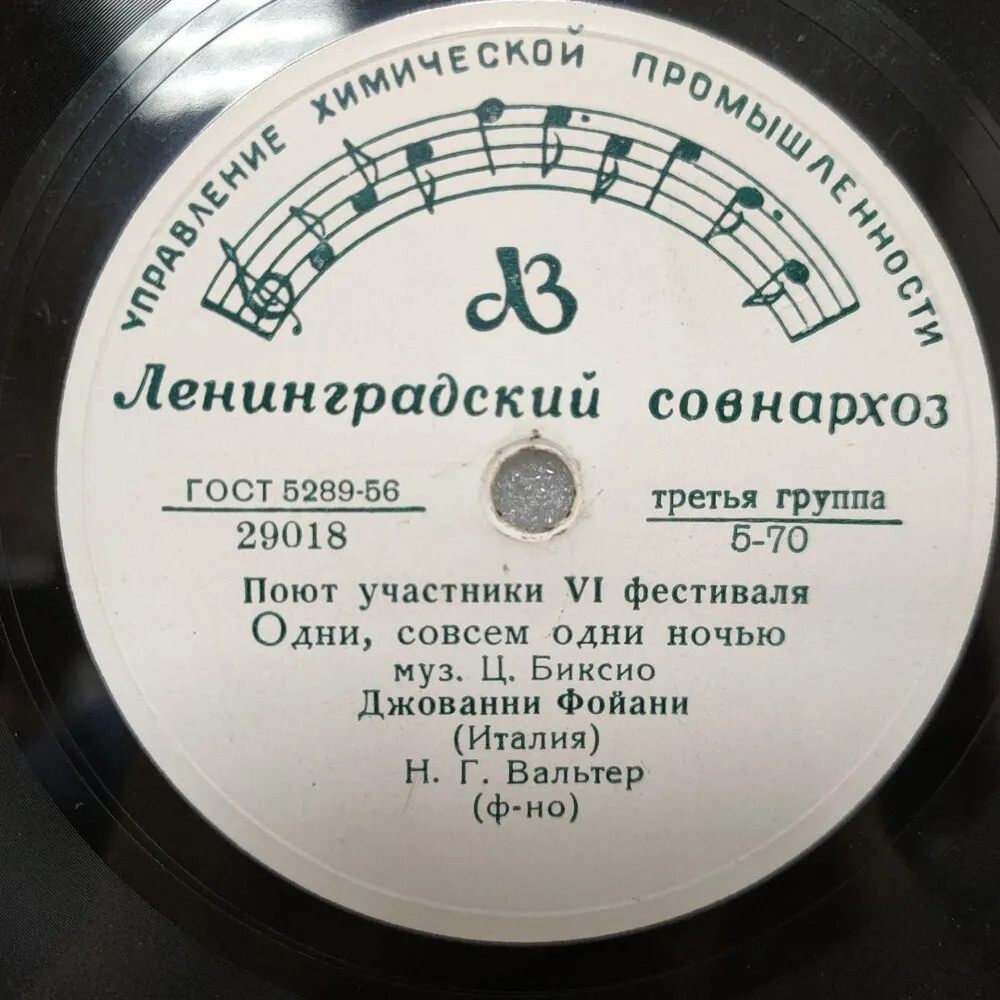 УПРАВЛЕНИЕ ХИМИЧЕСКОЙ ПРОМЫШЛЕННОСТИ
ЛЗ
Ленинградский совнархоз
ГОСТ 5289-56
29018
третья группа
5-70
Поют участники VI фестиваля
Одни, совсем одни ночью
муз. Ц. Биксио
Джованни Фойани
(Италия)
Н. Г. Вальтер
(ф-но)